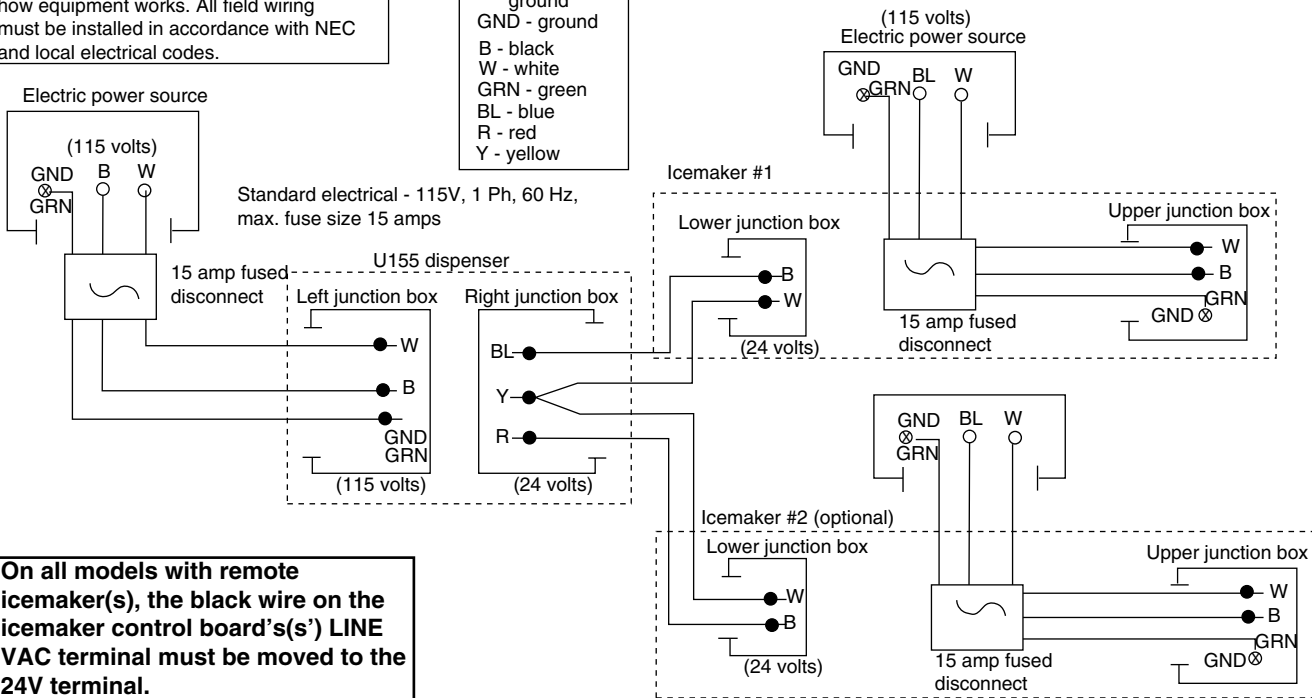 how equipment works. All field wiring
must be installed in accordance with NEC
and local electrical codes.
ground
GND - ground
B - black
W - white
GRN - green
BL - blue
R - red
Y - yellow
Electric power source
(115 volts)
GND B W
GRN
Standard electrical - 115V, 1 Ph, 60 Hz,
max. fuse size 15 amps
15 amp fused
disconnect
U155 dispenser
Left junction box
W
B
GND
GRN
(115 volts)
Right junction box
BL
Y
R
(24 volts)
(115 volts)
Electric power source
GND BL W
GRN
Icemaker #1
Lower junction box
B
W
(24 volts)
15 amp fused
disconnect
Upper junction box
W
B
GRN
GND
GND BL W
GRN
Icemaker #2 (optional)
Lower junction box
W
B
(24 volts)
15 amp fused
disconnect
Upper junction box
W
B
GRN
GND
On all models with remote
icemaker(s), the black wire on the
icemaker control board's(s') LINE
VAC terminal must be moved to the
24V terminal.